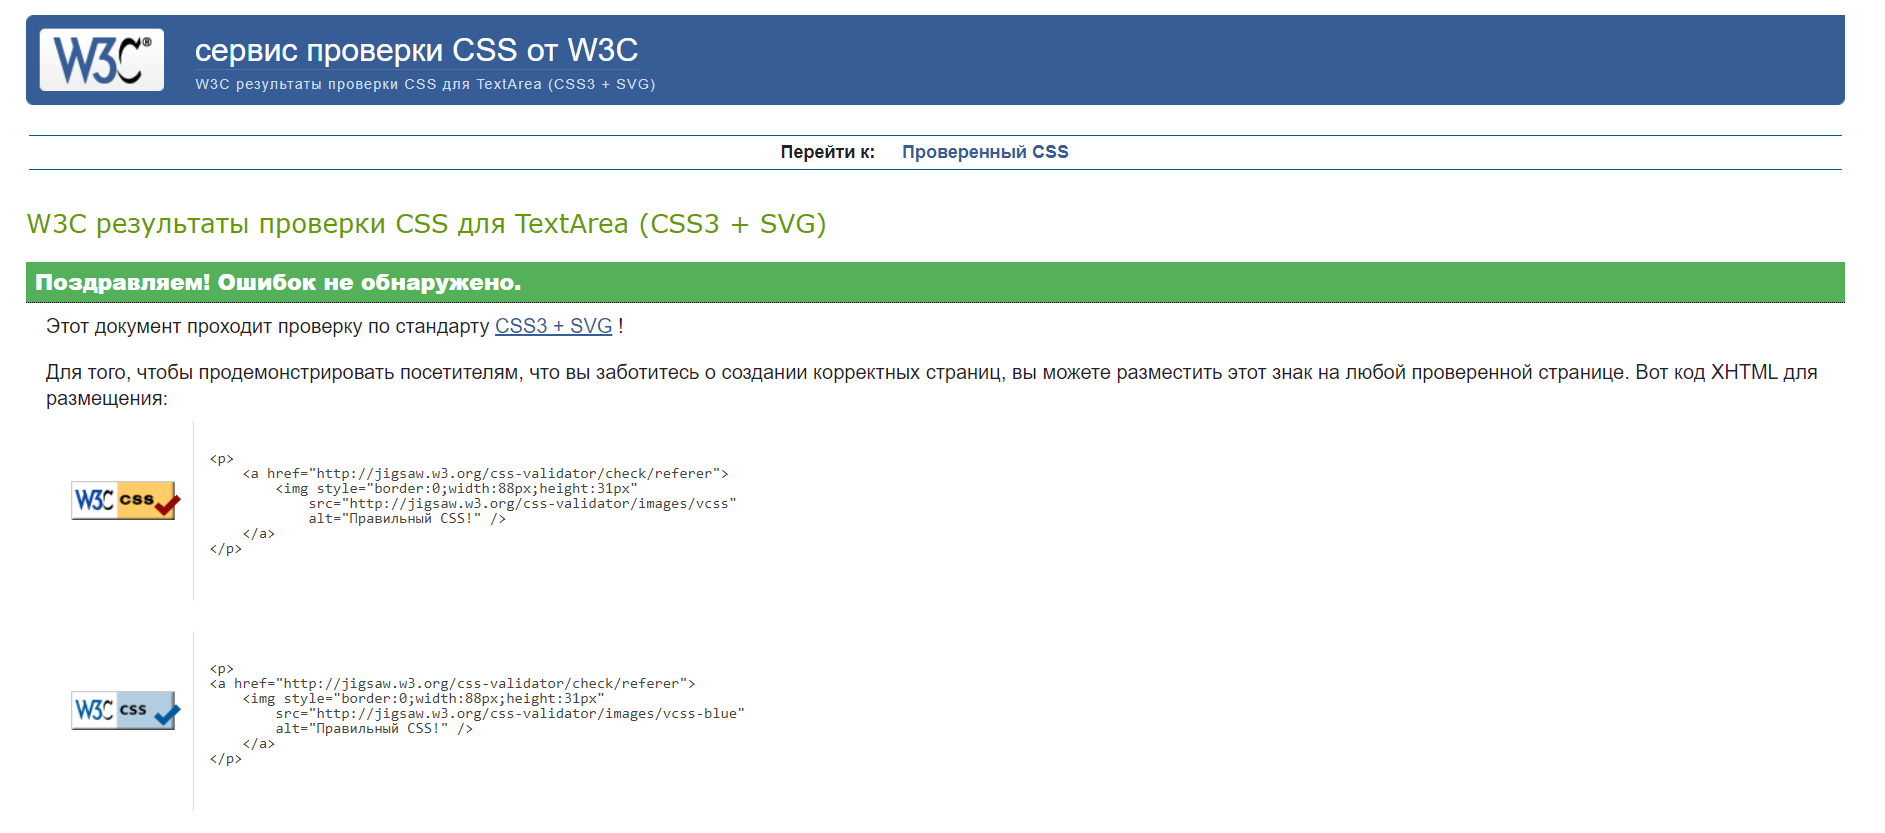 W3C®
сервис проверки CSS от W3C
W3C результаты проверки CSS для TextArea (CSS3 + SVG)
Перейти к: Проверенный CSS
W3C результаты проверки CSS для TextArea (CSS3 + SVG)
Поздравляем! Ошибок не обнаружено.
Этот документ проходит проверку по стандарту CSS3 + SVG !
Для того, чтобы продемонстрировать посетителям, что вы заботитесь о создании корректных страниц, вы можете разместить этот знак на любой проверенной странице. Вот код XHTML для
размещения:
W3C css
<p>
    <a href="http://jigsaw.w3.org/css-validator/check/referer">
        <img style="border:0;width:88px;height:31px"
            src="http://jigsaw.w3.org/css-validator/images/vcss"
            alt="Правильный CSS!" />
    </a>
</p>
W3C css
<p>
<a href="http://jigsaw.w3.org/css-validator/check/referer">
    <img style="border:0;width:88px;height:31px"
        src="http://jigsaw.w3.org/css-validator/images/vcss-blue"
        alt="Правильный CSS!" />
    </a>
</p>